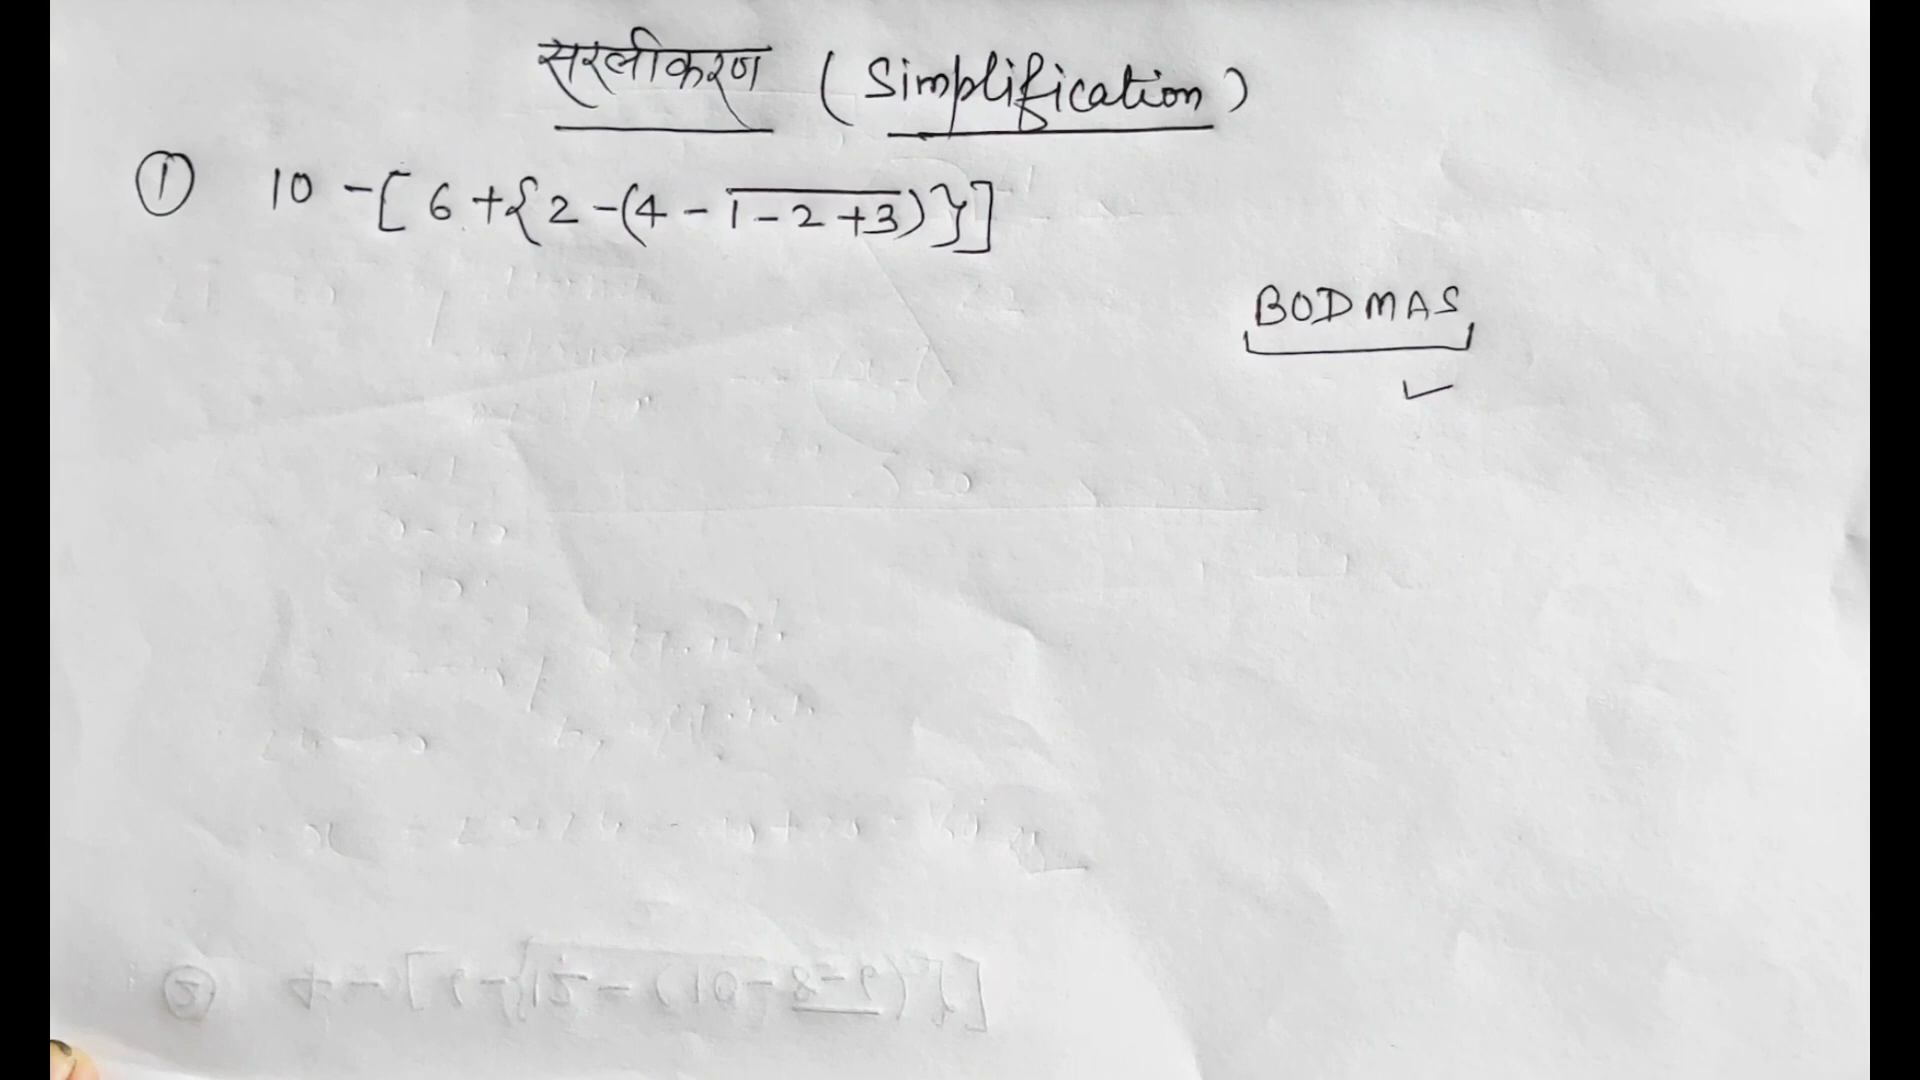 सरलीकरण (Simplification)
① 10 - [ 6 + { 2 - (4 - 1 - 2 + 3) } ]
BODMAS